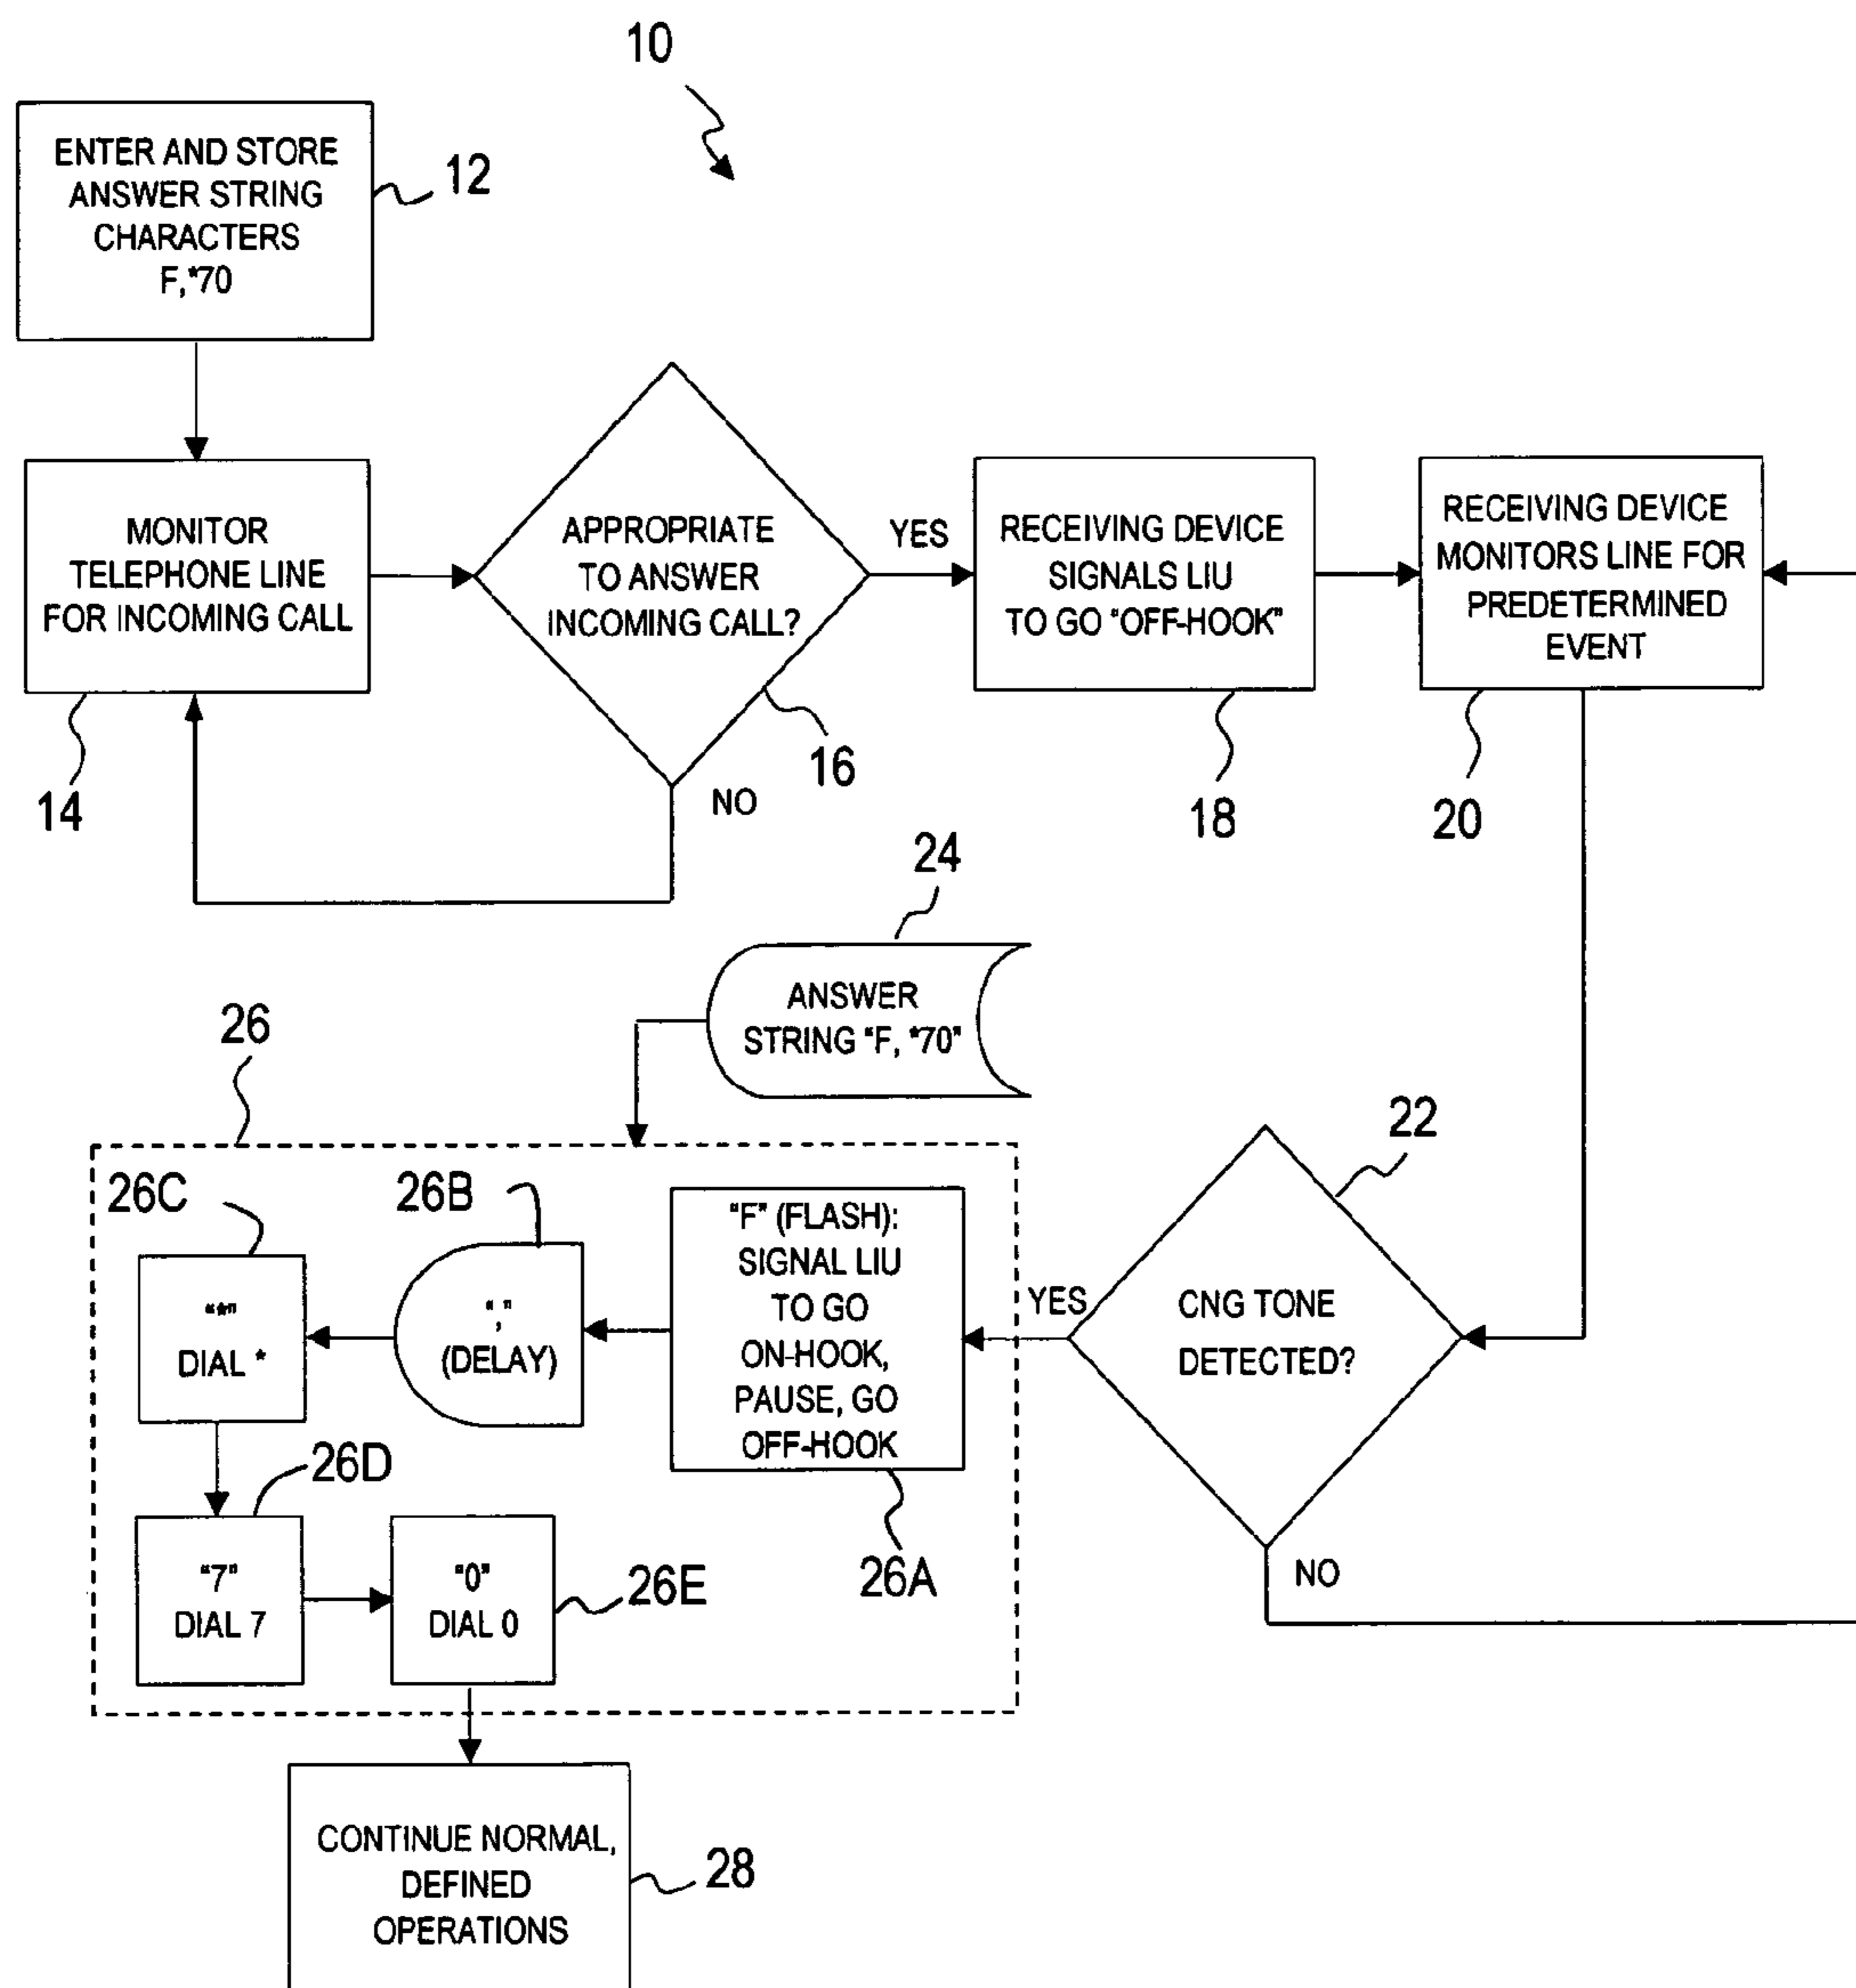 10
ENTER AND STORE
ANSWER STRING
CHARACTERS
F,*70
12
MONITOR
TELEPHONE LINE
FOR INCOMING CALL
14
APPROPRIATE
TO ANSWER
INCOMING CALL?
16
YES
NO
RECEIVING DEVICE
SIGNALS LIU
TO GO "OFF-HOOK"
18
RECEIVING DEVICE
MONITORS LINE FOR
PREDETERMINED
EVENT
20
24
ANSWER
STRING "F, *70"
22
CNG TONE
DETECTED?
YES
NO
26
"F" (FLASH):
SIGNAL LIU
TO GO
ON-HOOK,
PAUSE, GO
OFF-HOOK
26A
26B
","
(DELAY)
26C
"*"
DIAL *
26D
"7"
DIAL 7
"0"
DIAL 0
26E
CONTINUE NORMAL,
DEFINED
OPERATIONS
28